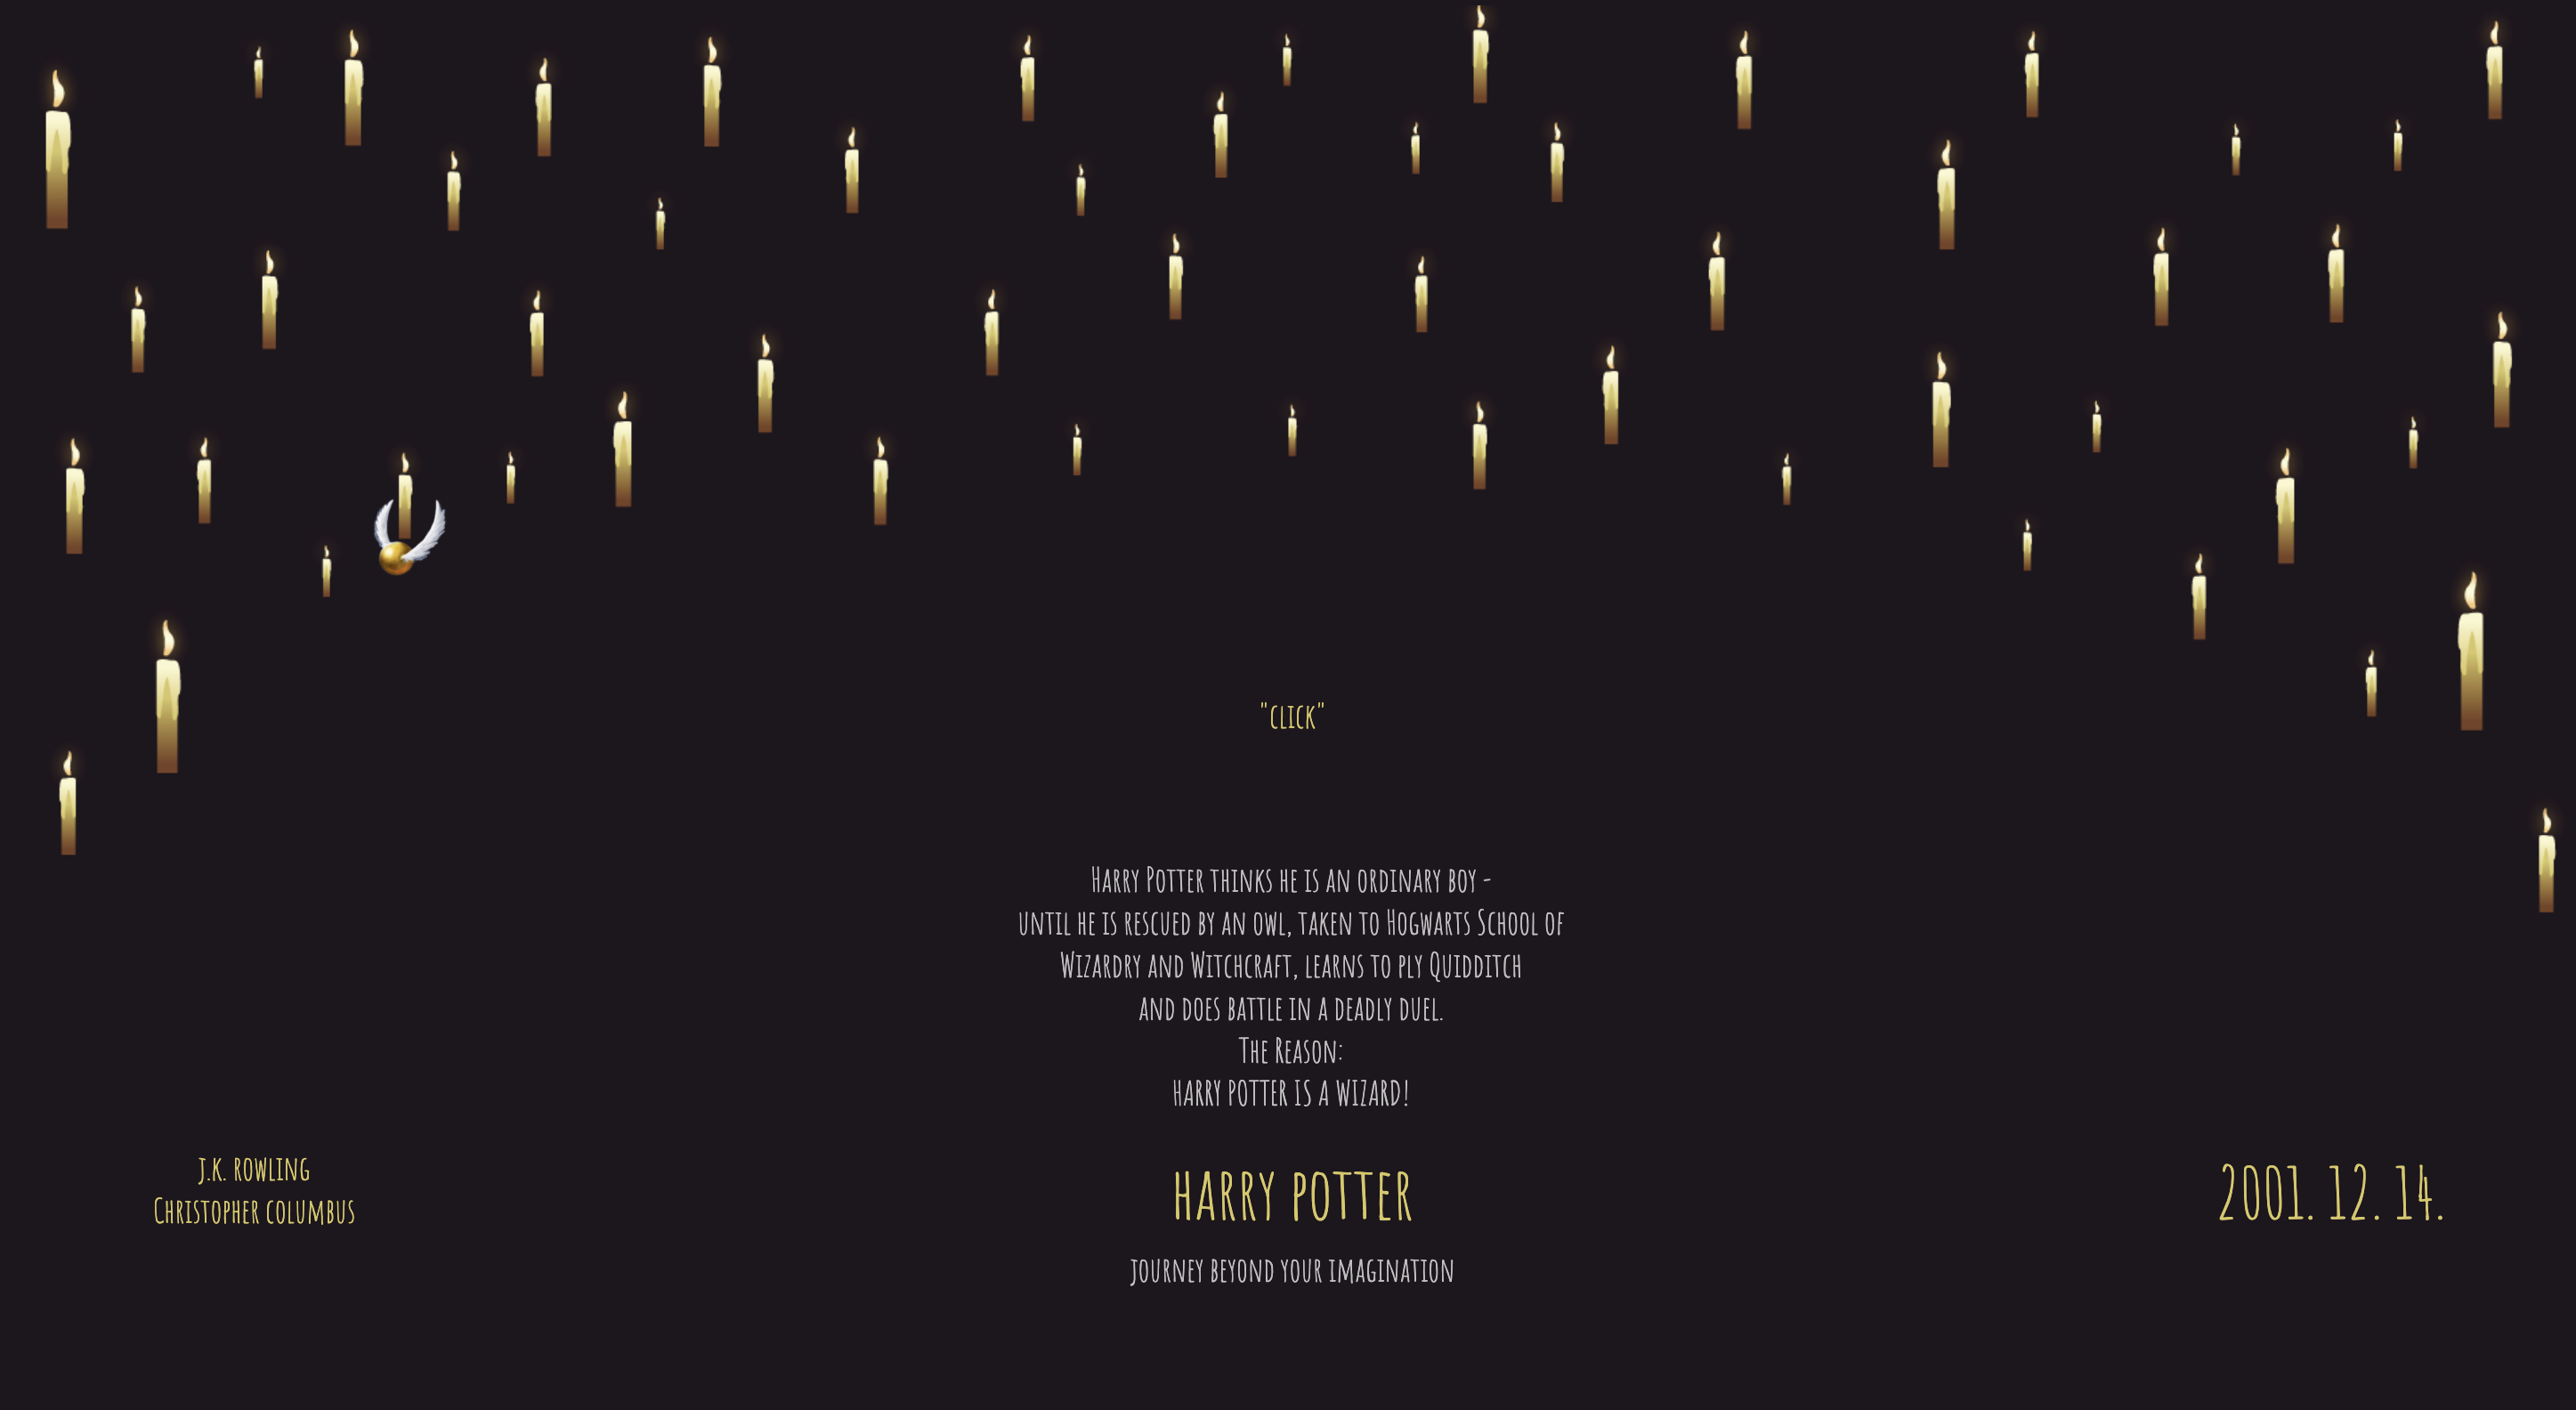 "click"
Harry Potter thinks he is an ordinary boy -
until he is rescued by an owl, taken to Hogwarts School of
Wizardry and Witchcraft, learns to ply Quidditch
and does battle in a deadly duel.
The Reason:
HARRY POTTER IS A WIZARD!
J.K. ROWLING
Christopher columbus
HARRY POTTER
journey beyond your imagination
2001. 12. 14.